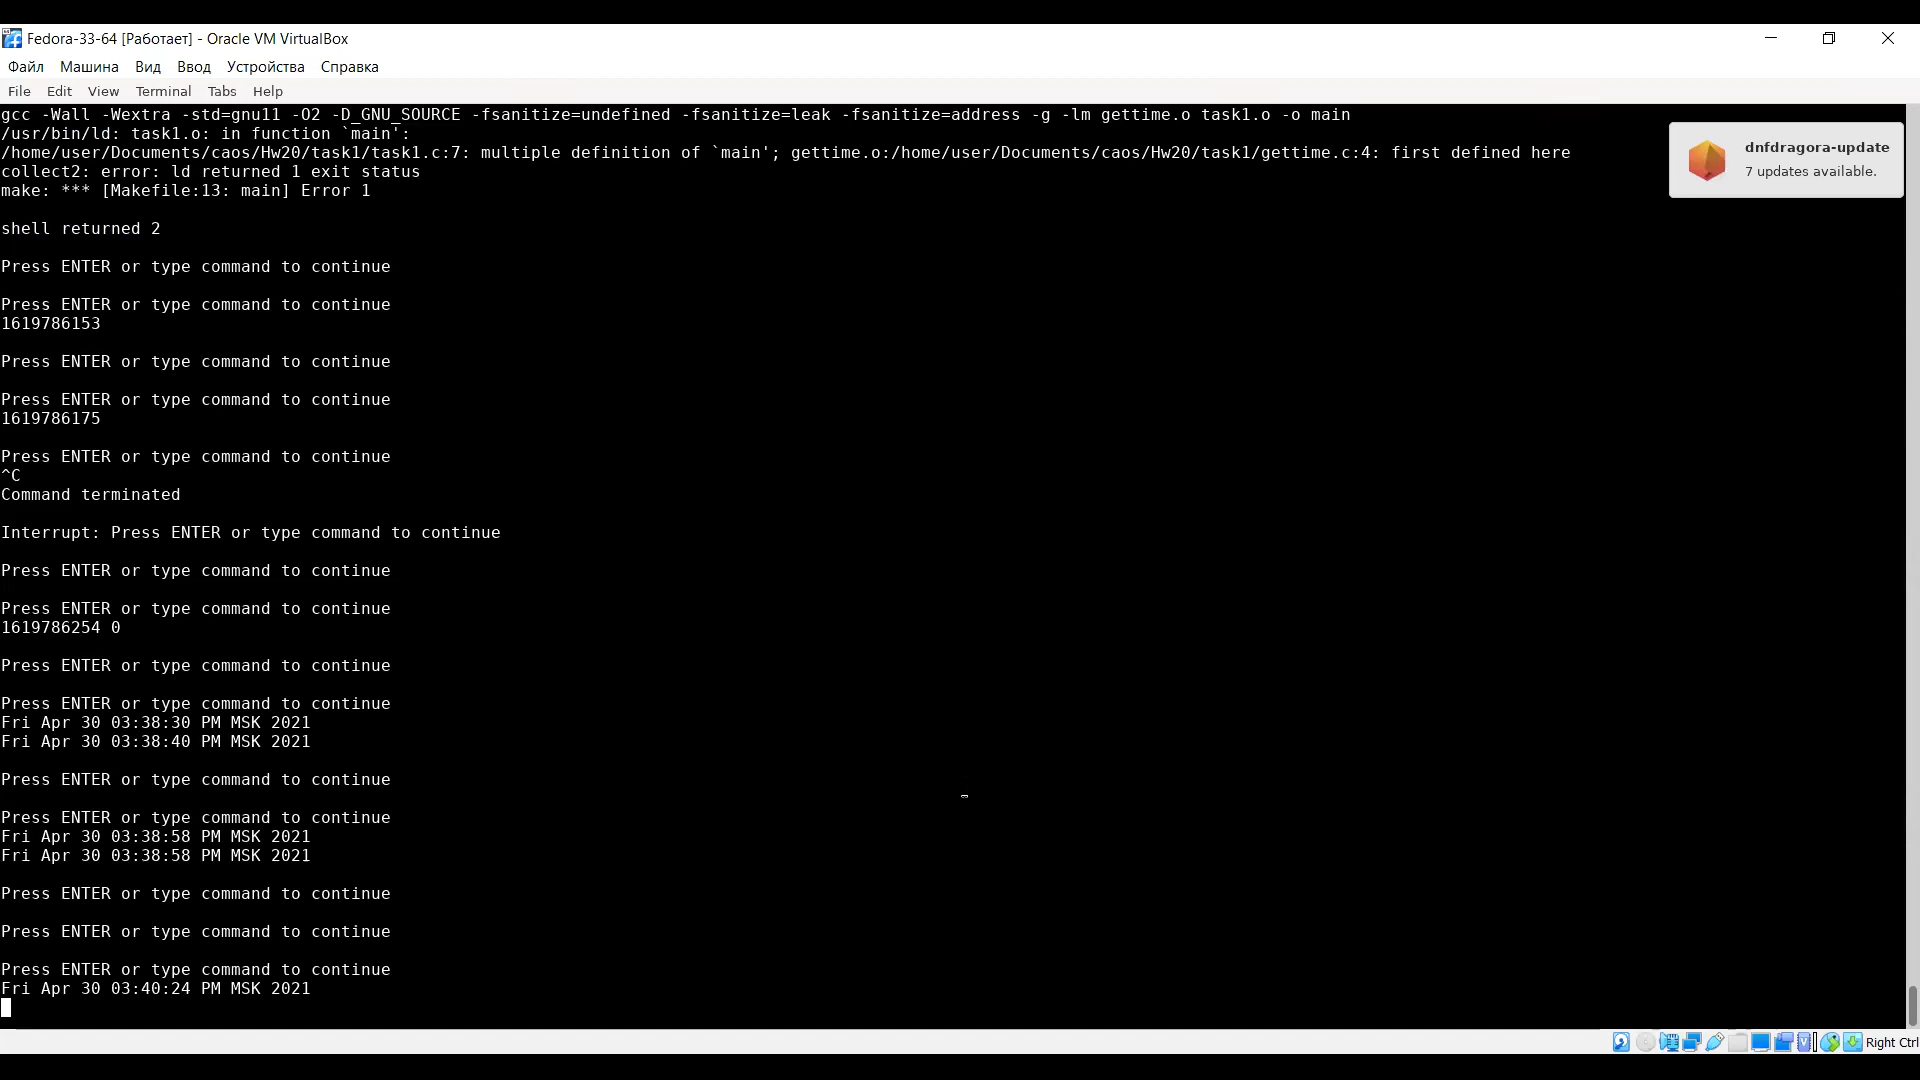 Fedora-33-64 [Работает] - Oracle VM VirtualBox
Файл Машина Вид Ввод Устройства Справка
File Edit View Terminal Tabs Help
gcc -Wall -Wextra -std=gnu11 -O2 -D_GNU_SOURCE -fsanitize=undefined -fsanitize=leak -fsanitize=address -g -lm gettime.o task1.o -o main
/usr/bin/ld: task1.o: in function `main':
/home/user/Documents/caos/Hw20/task1/task1.c:7: multiple definition of `main'; gettime.o:/home/user/Documents/caos/Hw20/task1/gettime.c:4: first defined here
collect2: error: ld returned 1 exit status
make: *** [Makefile:13: main] Error 1
dnfdragora-update
7 updates available.
shell returned 2
Press ENTER or type command to continue
Press ENTER or type command to continue
1619786153
Press ENTER or type command to continue
Press ENTER or type command to continue
1619786175
Press ENTER or type command to continue
^C
Command terminated
Interrupt: Press ENTER or type command to continue
Press ENTER or type command to continue
Press ENTER or type command to continue
1619786254 0
Press ENTER or type command to continue
Press ENTER or type command to continue
Fri Apr 30 03:38:30 PM MSK 2021
Fri Apr 30 03:38:40 PM MSK 2021
Press ENTER or type command to continue
Press ENTER or type command to continue
Fri Apr 30 03:38:58 PM MSK 2021
Fri Apr 30 03:38:58 PM MSK 2021
Press ENTER or type command to continue
Press ENTER or type command to continue
Press ENTER or type command to continue
Fri Apr 30 03:40:24 PM MSK 2021
Right Ctrl